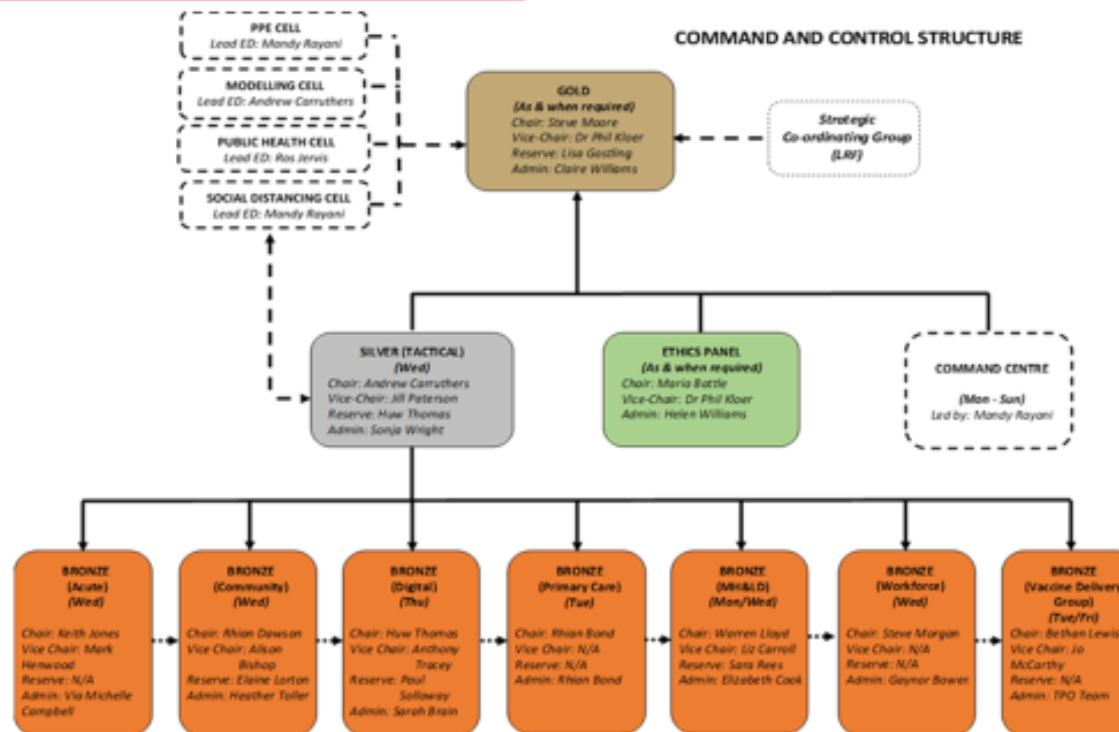 COMMAND AND CONTROL STRUCTURE
PPE CELL
Lead ED: Mandy Rayani
MODELLING CELL
Lead ED: Andrew Carruthers
PUBLIC HEALTH CELL
Lead ED: Ros Jervis
SOCIAL DISTANCING CELL
Lead ED: Mandy Rayani
GOLD
(As & when required)
Chair: Steve Moore
Vice-Chair: Dr Phil Kloer
Reserve: Lisa Gostling
Admin: Claire Williams
Strategic
Co-ordinating Group
(LRF)
SILVER (TACTICAL)
(Wed)
Chair: Andrew Carruthers
Vice-Chair: Jill Paterson
Reserve: Huw Thomas
Admin: Sonja Wright
ETHICS PANEL
(As & when required)
Chair: Maria Battle
Vice-Chair: Dr Phil Kloer
Admin: Helen Williams
COMMAND CENTRE
(Mon - Sun)
Led by: Mandy Rayani
BRONZE
(Acute)
(Wed)
Chair: Keith Jones
Vice Chair: Mark
Henwood
Reserve: N/A
Admin: Via Michelle
Campbell
BRONZE
(Community)
(Wed)
Chair: Rhian Dawson
Vice Chair: Alison
Bishop
Reserve: Elaine Lorton
Admin: Heather Toller
BRONZE
(Digital)
(Thu)
Chair: Huw Thomas
Vice Chair: Anthony
Tracey
Reserve: Paul
Solloway
Admin: Sarah Brain
BRONZE
(Primary Care)
(Tue)
Chair: Rhian Bond
Vice Chair: N/A
Reserve: N/A
Admin: Rhian Bond
BRONZE
(MH&LD)
(Mon/Wed)
Chair: Warren Lloyd
Vice Chair: Liz Carroll
Reserve: Sara Rees
Admin: Elizabeth Cook
BRONZE
(Workforce)
(Wed)
Chair: Steve Morgan
Vice Chair: N/A
Reserve: N/A
Admin: Gaynor Bower
BRONZE
(Vaccine Delivery
Group)
(Tue/Fri)
Chair: Bethan Lewis
Vice Chair: Jo
McCarthy
Reserve: N/A
Admin: TPO Team